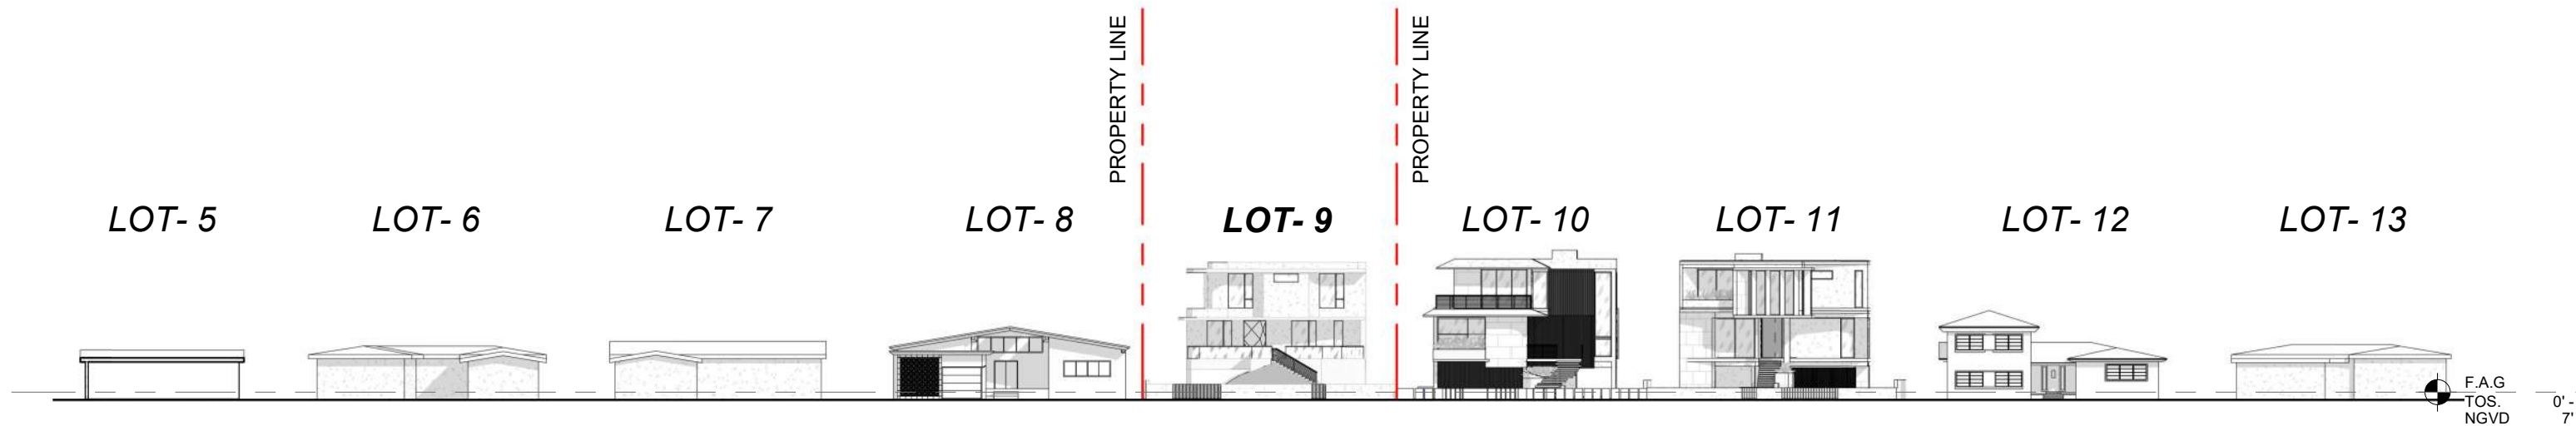 PROPERTY LINE
PROPERTY LINE
LOT- 5
LOT- 6
LOT- 7
LOT- 8
LOT- 9
LOT- 10
LOT- 11
LOT- 12
LOT- 13
F.A.G
TOS. 0' -
NGVD 7'